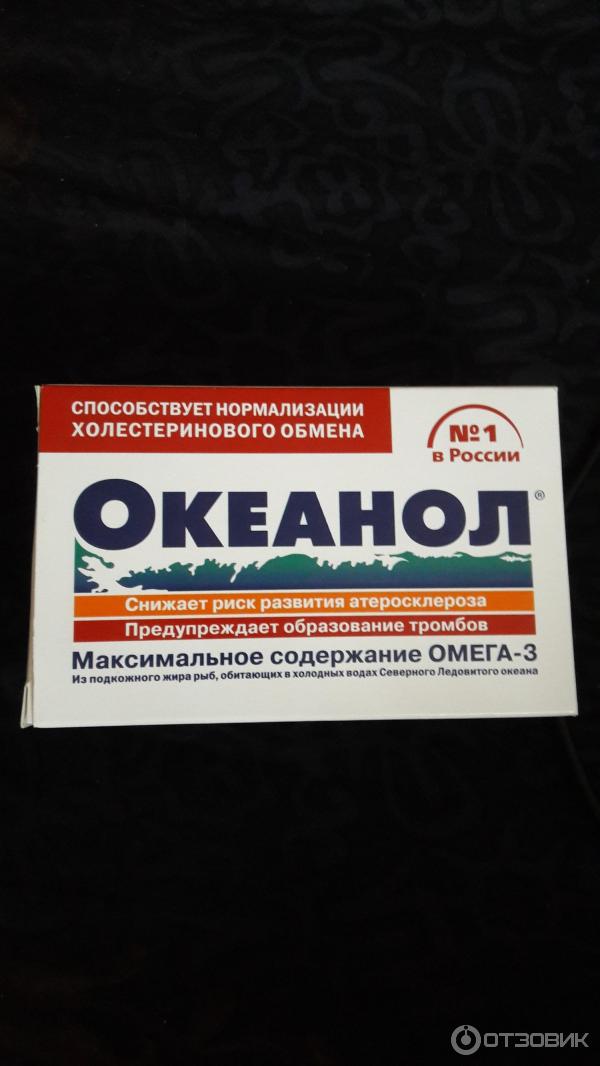 СПОСОБСТВУЕТ НОРМАЛИЗАЦИИ
ХОЛЕСТЕРИНОВОГО ОБМЕНА
№1
в России
ОКЕАНОЛ®
Снижает риск развития атеросклероза
Предупреждает образование тромбов
Максимальное содержание ОМЕГА-3
Из подкожного жира рыб, обитающих в холодных водах Северного Ледовитого океана
ОТЗОВИК